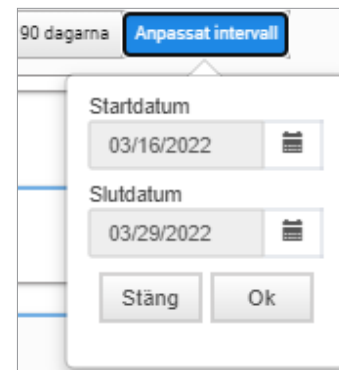 90 dagarna Anpassat intervall
Startdatum
03/16/2022
Slutdatum
03/29/2022
Stäng Ok